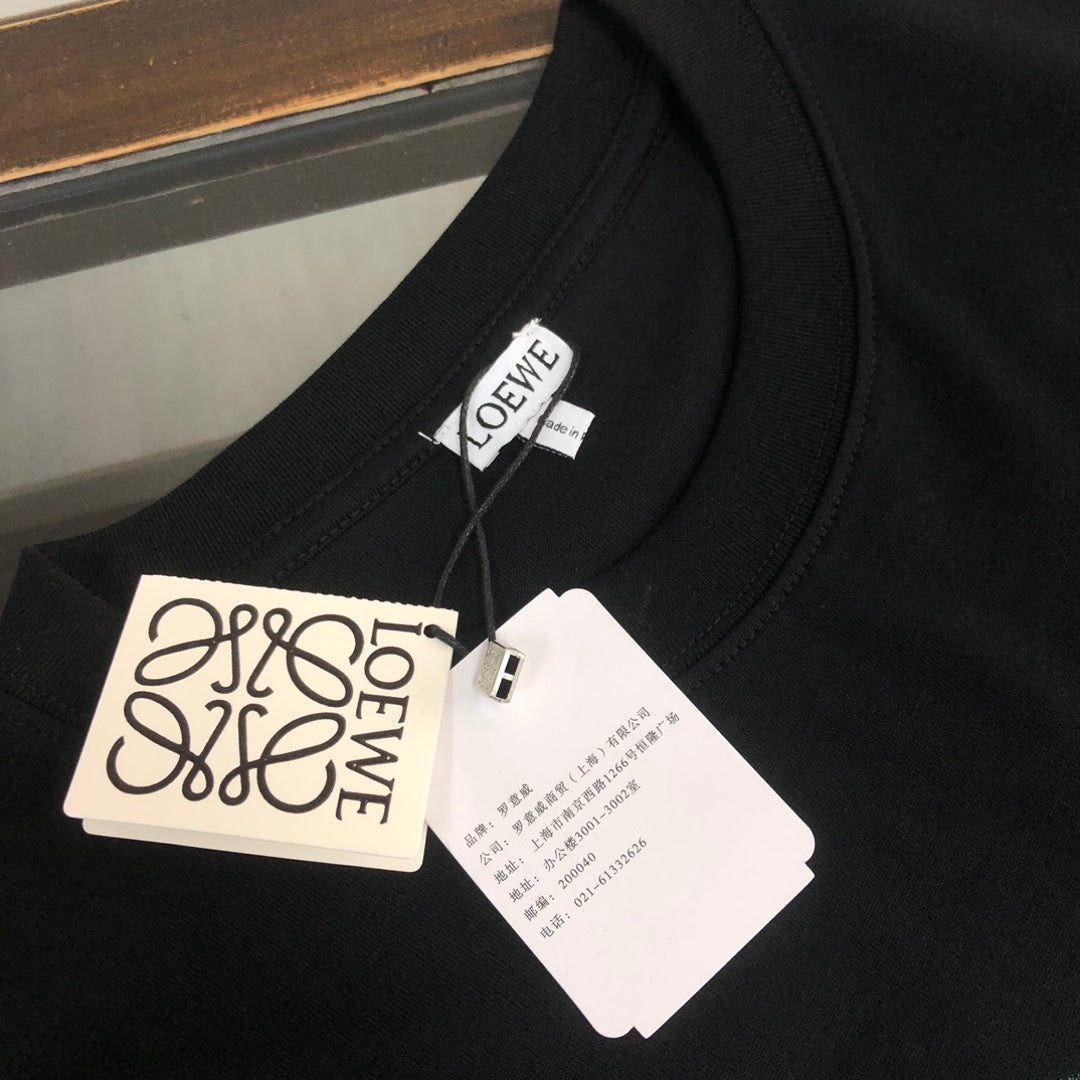 LOEWE
ade in
LOEWE
品牌：罗意威
公司：罗意威商贸（上海）有限公司
地址：上海市南京西路1266号恒隆广场
地址：办公楼3001-3002室
邮编：200040
电话：021-61332626